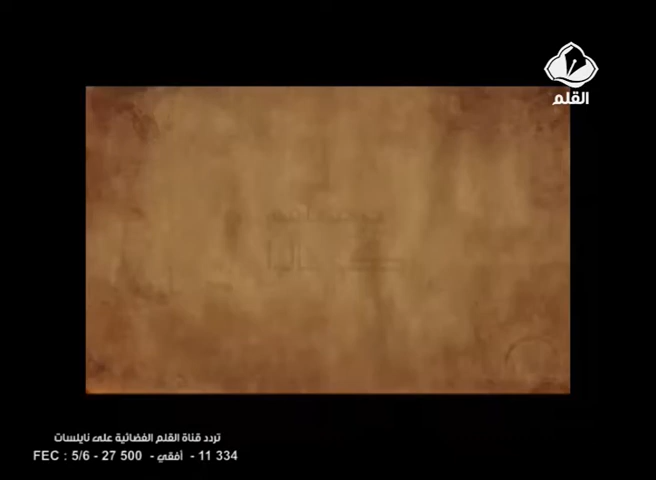 القلم
تردد قناة القلم الفضائية على نايلسات
11 334 - أفقي - 27 500 - FEC : 5/6